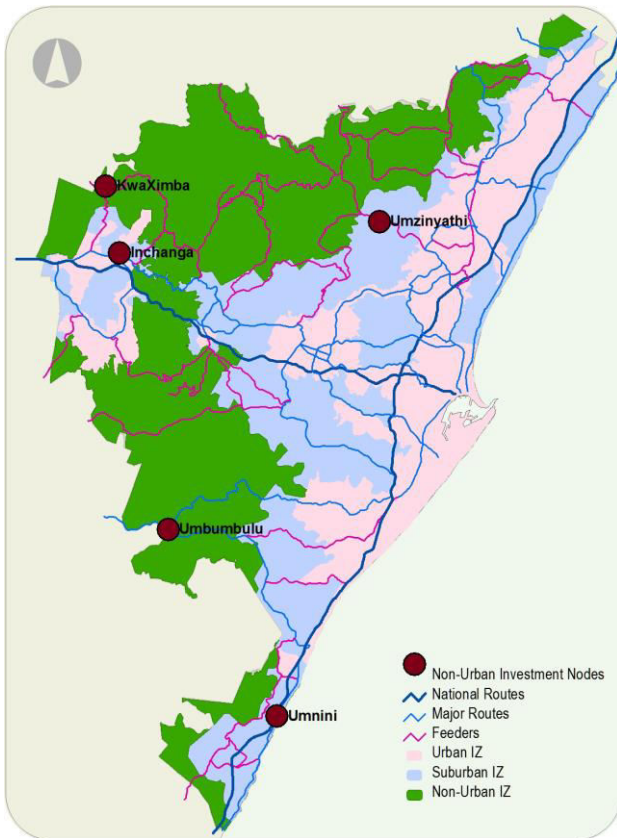 KwaXimba
Umzinyathi
Inchanga
Umbumbulu
Umnini
Non-Urban Investment Nodes
National Routes
Major Routes
Feeders
Urban IZ
Suburban IZ
Non-Urban IZ